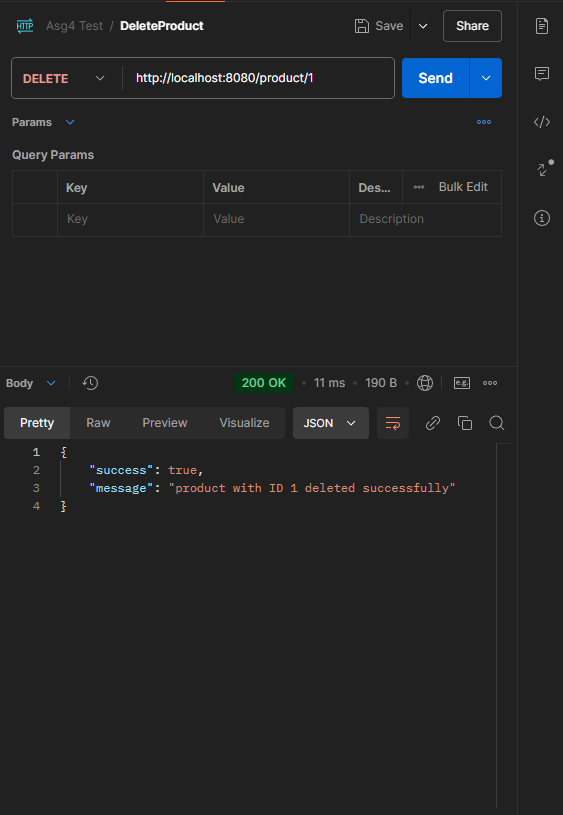 HTTP Asg4 Test / DeleteProduct Save Share
DELETE http://localhost:8080/product/1 Send
Params
Query Params
Key Value Des... Bulk Edit
Key Value Description
Body 200 OK • 11 ms • 190 B • e.g.
Pretty Raw Preview Visualize JSON
1 {
2 "success": true,
3 "message": "product with ID 1 deleted successfully"
4 }